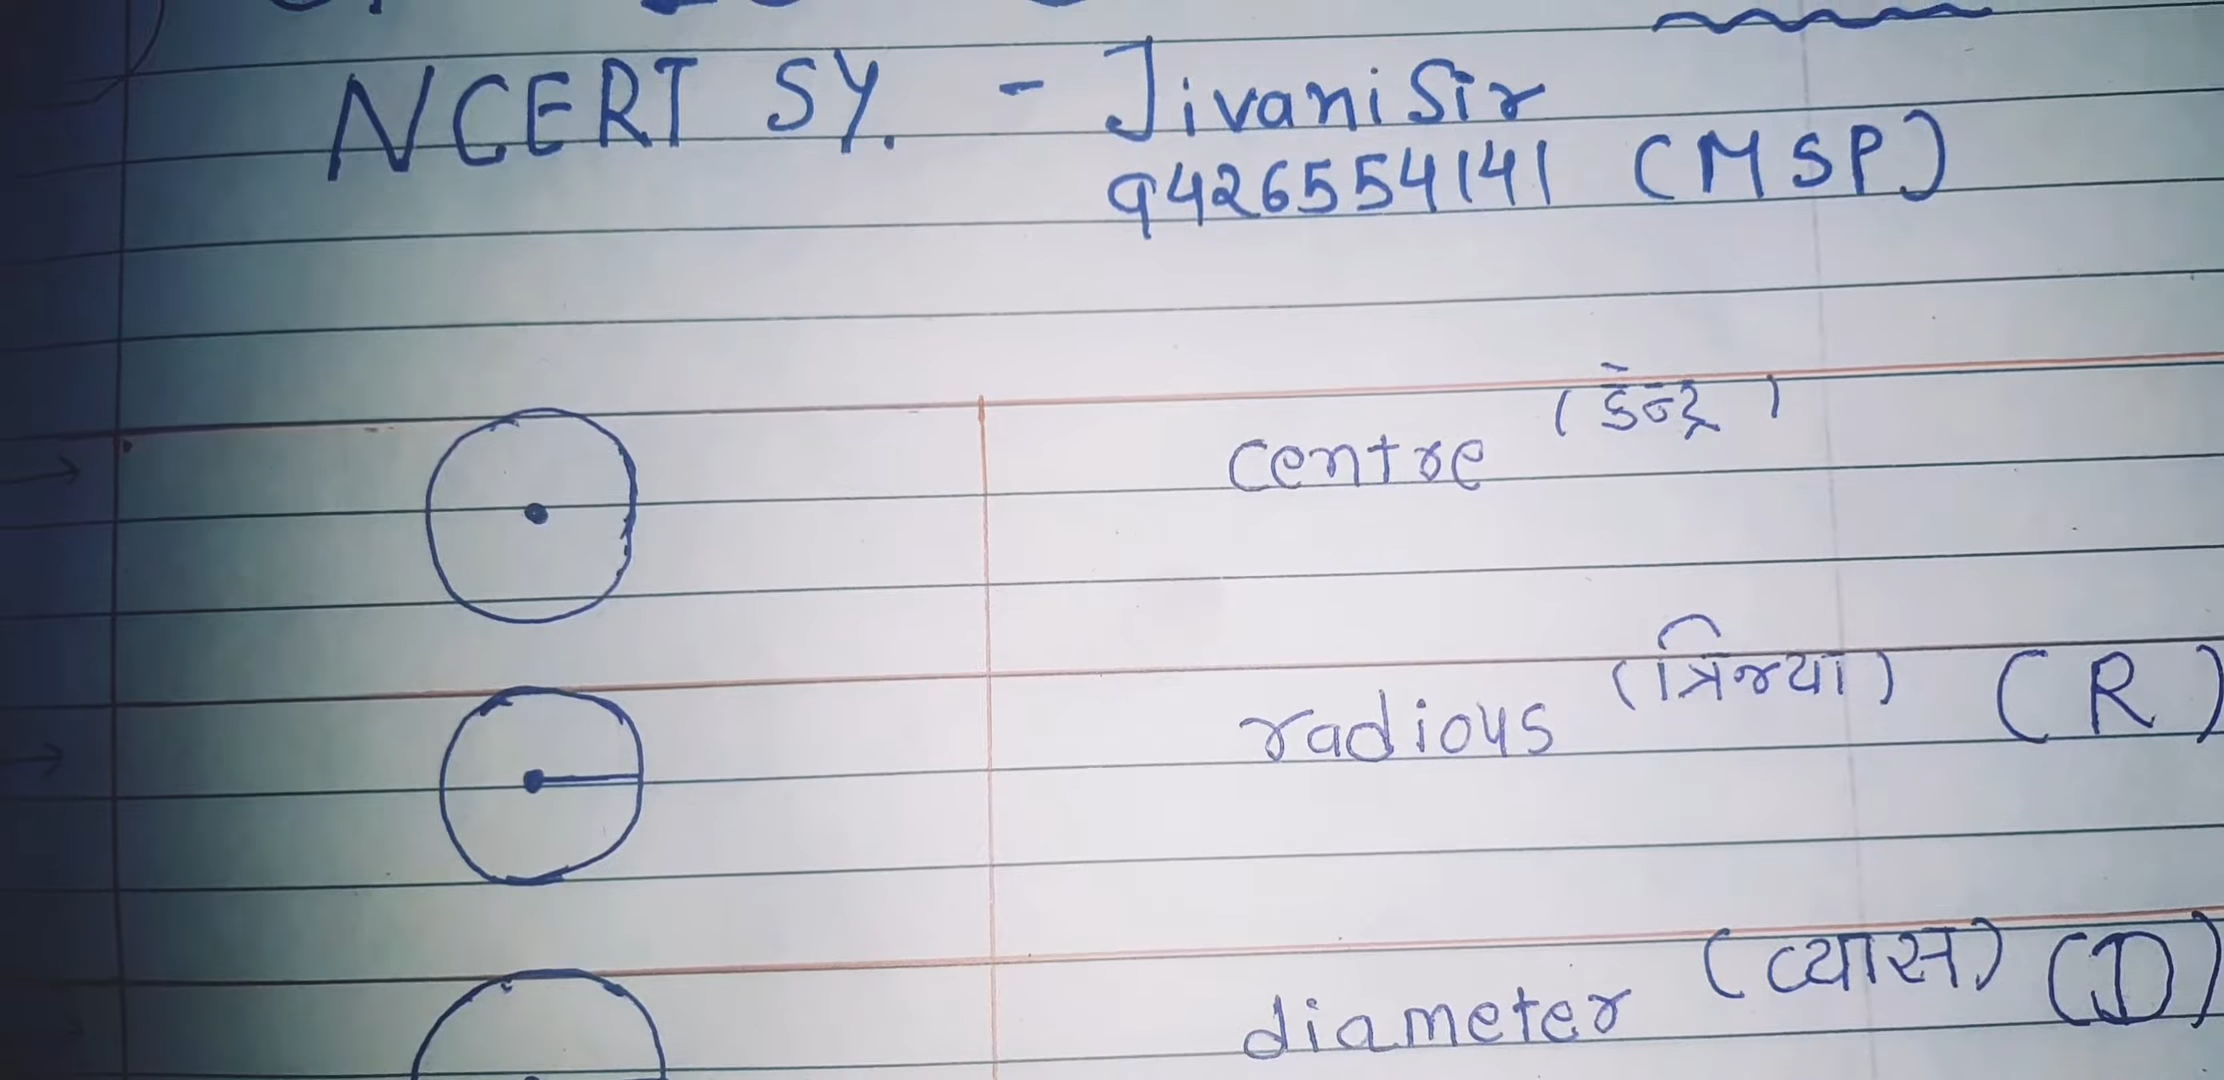 NCERT SY. - Jivani Sir
9426554141 (MSP)
centre (केन्द्र)
radious (त्रिज्या) (R)
diameter (व्यास) (D)